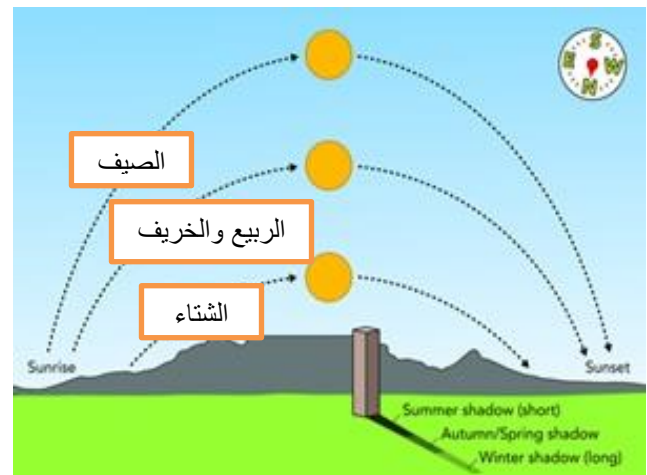 S
E
W
N
الصيف
الربيع والخريف
الشتاء
Sunrise
Sunset
Summer shadow (short)
Autumn/Spring shadow
Winter shadow (long)